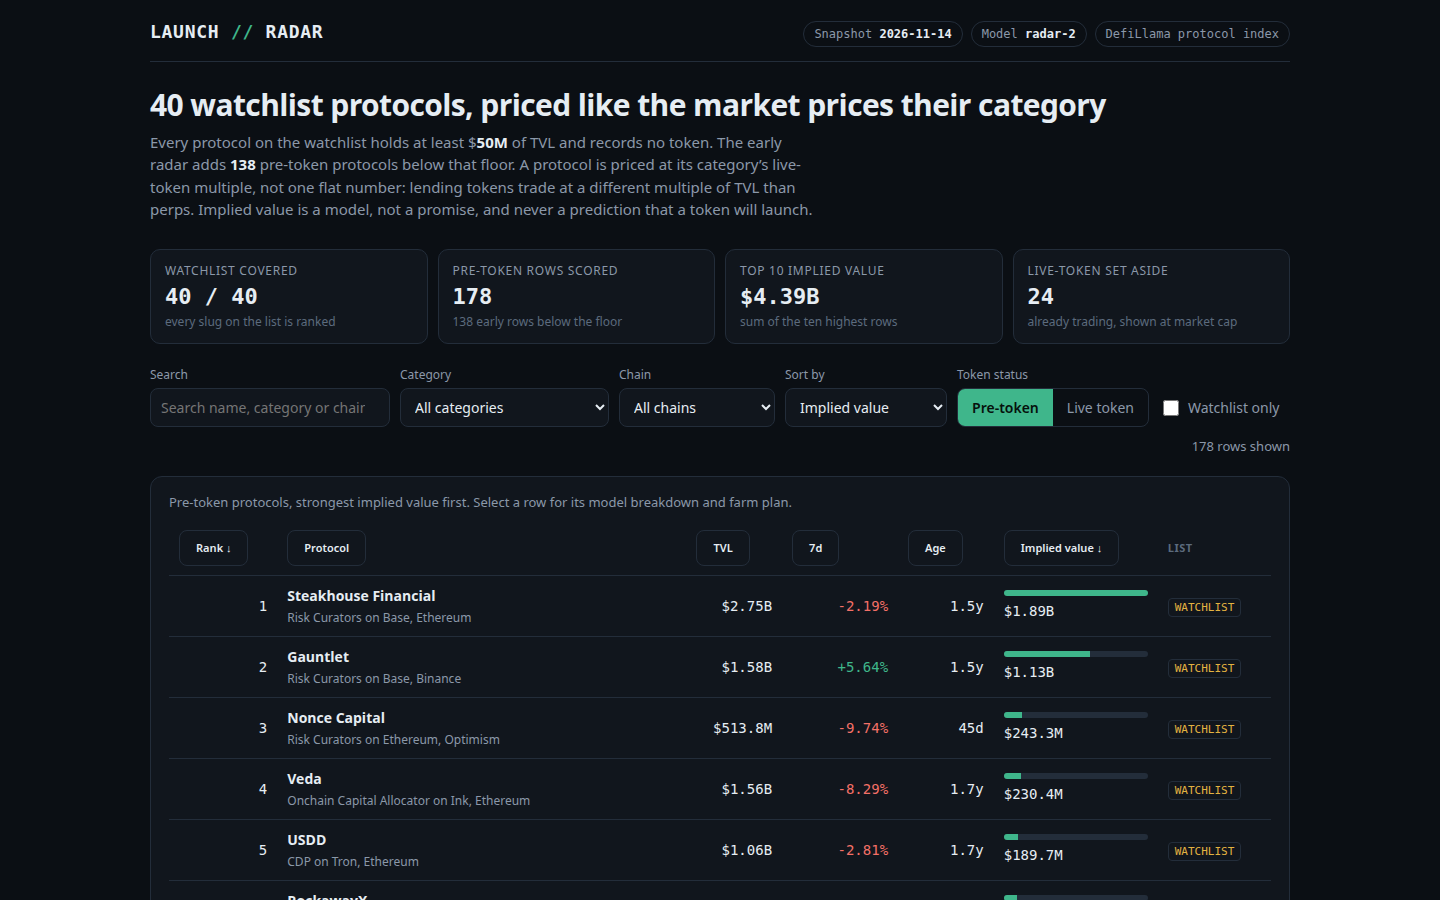 LAUNCH // RADAR
Snapshot 2026-11-14
Model radar-2
DefiLlama protocol index
40 watchlist protocols, priced like the market prices their category
Every protocol on the watchlist holds at least $50M of TVL and records no token. The early
radar adds 138 pre-token protocols below that floor. A protocol is priced at its category's live-
token multiple, not one flat number: lending tokens trade at a different multiple of TVL than
perps. Implied value is a model, not a promise, and never a prediction that a token will launch.
WATCHLIST COVERED
40 / 40
every slug on the list is ranked
PRE-TOKEN ROWS SCORED
178
138 early rows below the floor
TOP 10 IMPLIED VALUE
$4.39B
sum of the ten highest rows
LIVE-TOKEN SET ASIDE
24
already trading, shown at market cap
Search
Search name, category or chain
Category
All categories
Chain
All chains
Sort by
Implied value
Token status
Pre-token
Live token
Watchlist only
178 rows shown
Pre-token protocols, strongest implied value first. Select a row for its model breakdown and farm plan.
Rank ↓ Protocol TVL 7d Age Implied value ↓ LIST
1 Steakhouse Financial $2.75B -2.19% 1.5y $1.89B WATCHLIST
Risk Curators on Base, Ethereum
2 Gauntlet $1.58B +5.64% 1.5y $1.13B WATCHLIST
Risk Curators on Base, Binance
3 Nonce Capital $513.8M -9.74% 45d $243.3M WATCHLIST
Risk Curators on Ethereum, Optimism
4 Veda $1.56B -8.29% 1.7y $230.4M WATCHLIST
Onchain Capital Allocator on Ink, Ethereum
5 USDD $1.06B -2.81% 1.7y $189.7M WATCHLIST
CDP on Tron, Ethereum
RockawayX